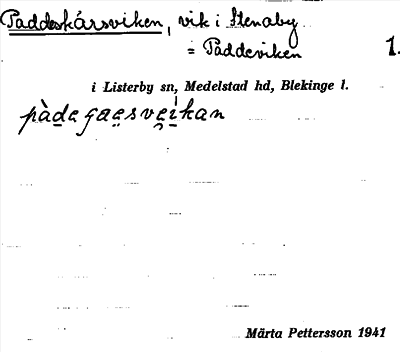 Paddeskärsviken, vik i Stenaby
= Paddeviken 1.
i Listerby sn, Medelstad hd, Blekinge l.
Märta Pettersson 1941